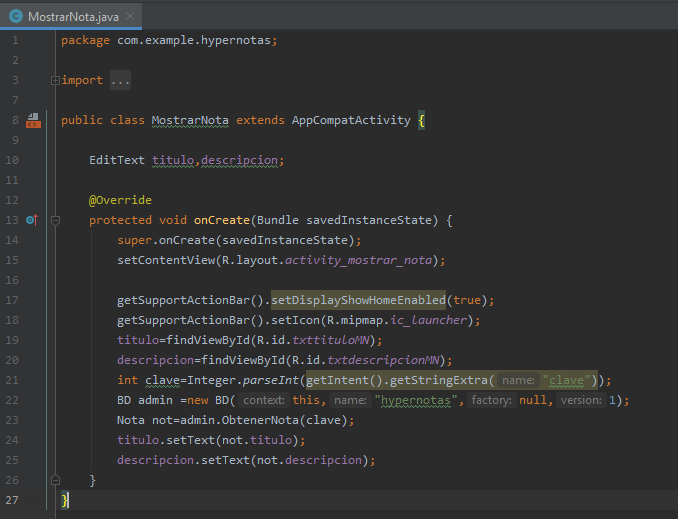 MostrarNota.java
1 package com.example.hypernotas;
2
3 import ...
7
8 public class MostrarNota extends AppCompatActivity {
9
10 EditText titulo,descripcion;
11
12 @Override
13 protected void onCreate(Bundle savedInstanceState) {
14 super.onCreate(savedInstanceState);
15 setContentView(R.layout.activity_mostrar_nota);
16
17 getSupportActionBar().setDisplayShowHomeEnabled(true);
18 getSupportActionBar().setIcon(R.mipmap.ic_launcher);
19 titulo=findViewById(R.id.txttituloMN);
20 descripcion=findViewById(R.id.txtdescripcionMN);
21 int clave=Integer.parseInt(getIntent().getStringExtra( name: "clave"));
22 BD admin =new BD( context: this, name: "hypernotas", factory: null, version: 1);
23 Nota not=admin.ObtenerNota(clave);
24 titulo.setText(not.titulo);
25 descripcion.setText(not.descripcion);
26 }
27 }